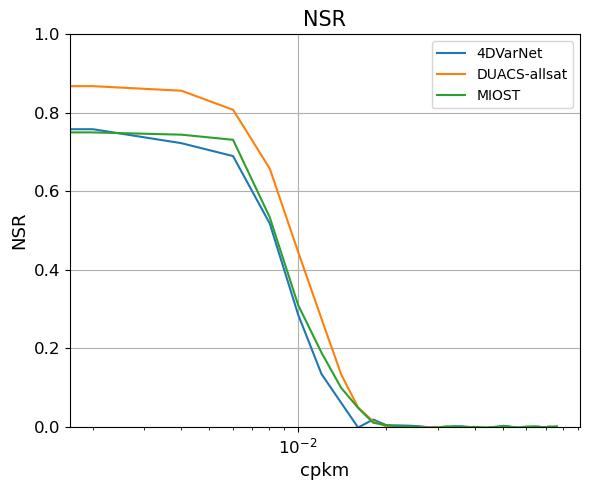 NSR
1.0
0.8
0.6
0.4
0.2
0.0
NSR
10⁻²
cpkm
4DVarNet
DUACS-allsat
MIOST